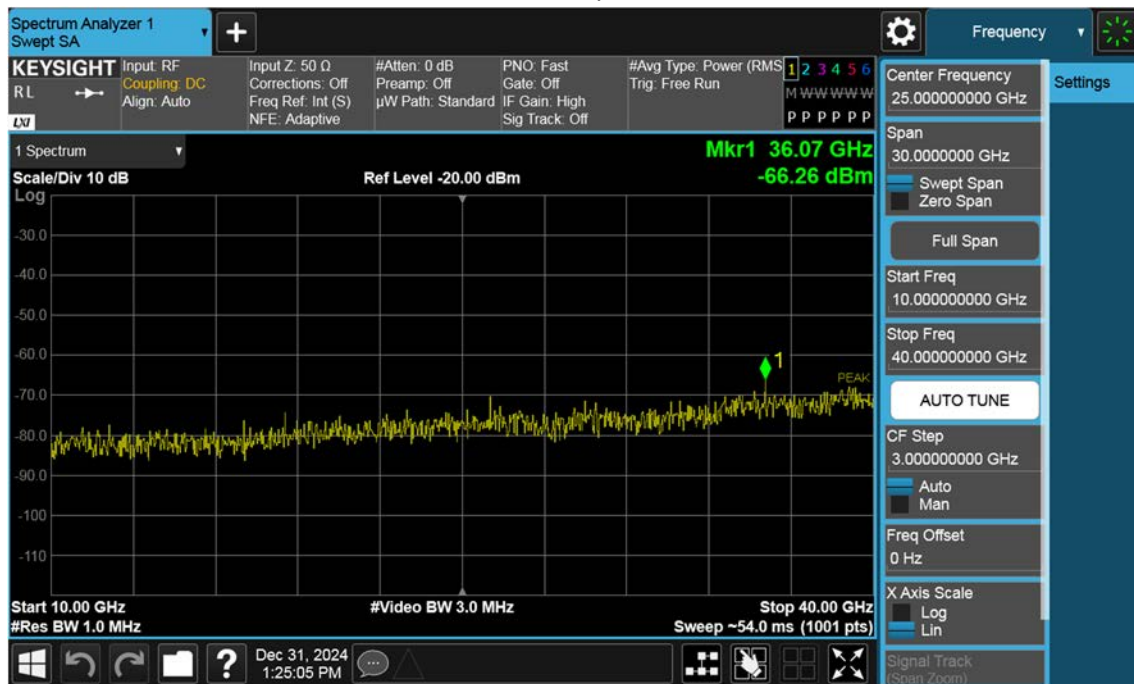 Spectrum Analyzer 1
Swept SA
+
Frequency
KEYSIGHT
RL
LXI
Input: RF
Coupling: DC
Align: Auto
Input Z: 50 Ω
Corrections: Off
Freq Ref: Int (S)
NFE: Adaptive
#Atten: 0 dB
Preamp: Off
µW Path: Standard
PNO: Fast
Gate: Off
IF Gain: High
Sig Track: Off
#Avg Type: Power (RMS
Trig: Free Run
1 2 3 4 5 6
M W W W W W
P P P P P P
1 Spectrum
Scale/Div 10 dB
Ref Level -20.00 dBm
Mkr1 36.07 GHz
-66.26 dBm
Log
-30.0
-40.0
-50.0
-60.0
-70.0
-80.0
-90.0
-100
-110
1
PEAK
Start 10.00 GHz
#Res BW 1.0 MHz
#Video BW 3.0 MHz
Stop 40.00 GHz
Sweep ~54.0 ms (1001 pts)
?
Dec 31, 2024
1:25:05 PM
Center Frequency
25.000000000 GHz
Span
30.0000000 GHz
Swept Span
Zero Span
Full Span
Start Freq
10.000000000 GHz
Stop Freq
40.000000000 GHz
AUTO TUNE
CF Step
3.000000000 GHz
Auto
Man
Freq Offset
0 Hz
X Axis Scale
Log
Lin
Signal Track
(Span Zoom)
Settings